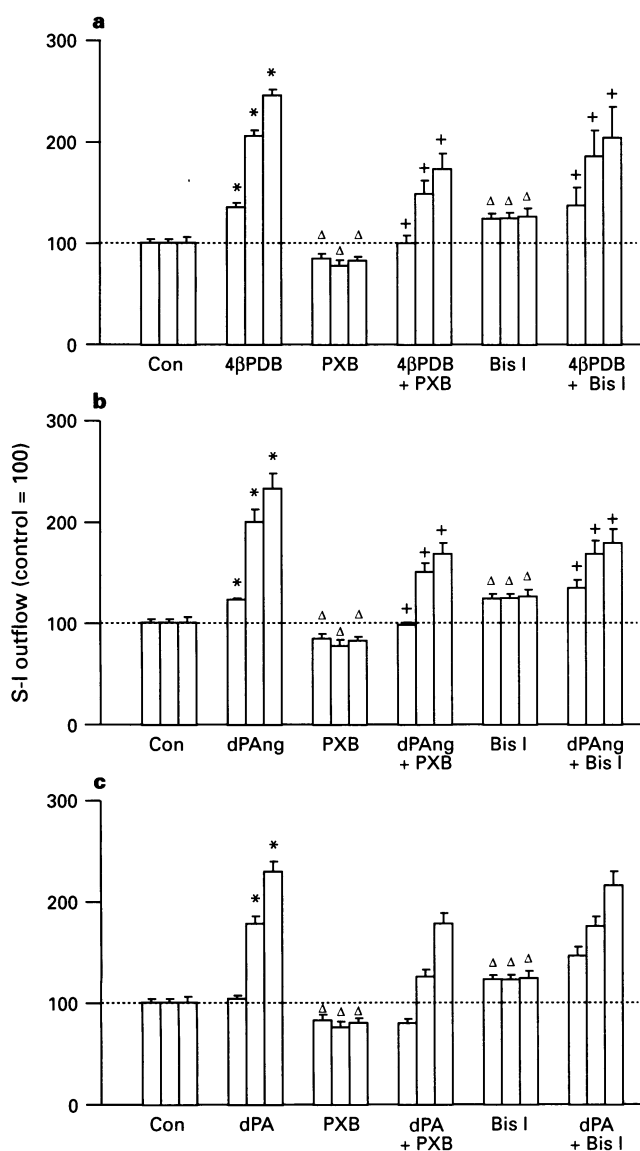 a
300
200
100
0
* * *
Δ Δ Δ
+ + +
Δ Δ Δ
+ + +
Con 4βPDB PXB 4βPDB Bis I 4βPDB
+ PXB + Bis I
b
S-I outflow (control = 100)
300
200
100
0
* * *
Δ Δ Δ
+ + +
Δ Δ Δ
+ + +
Con dPAng PXB dPAng Bis I dPAng
+ PXB + Bis I
c
300
200
100
0
* *
Δ Δ Δ
Δ Δ Δ
Con dPA PXB dPA Bis I dPA
+ PXB + Bis I